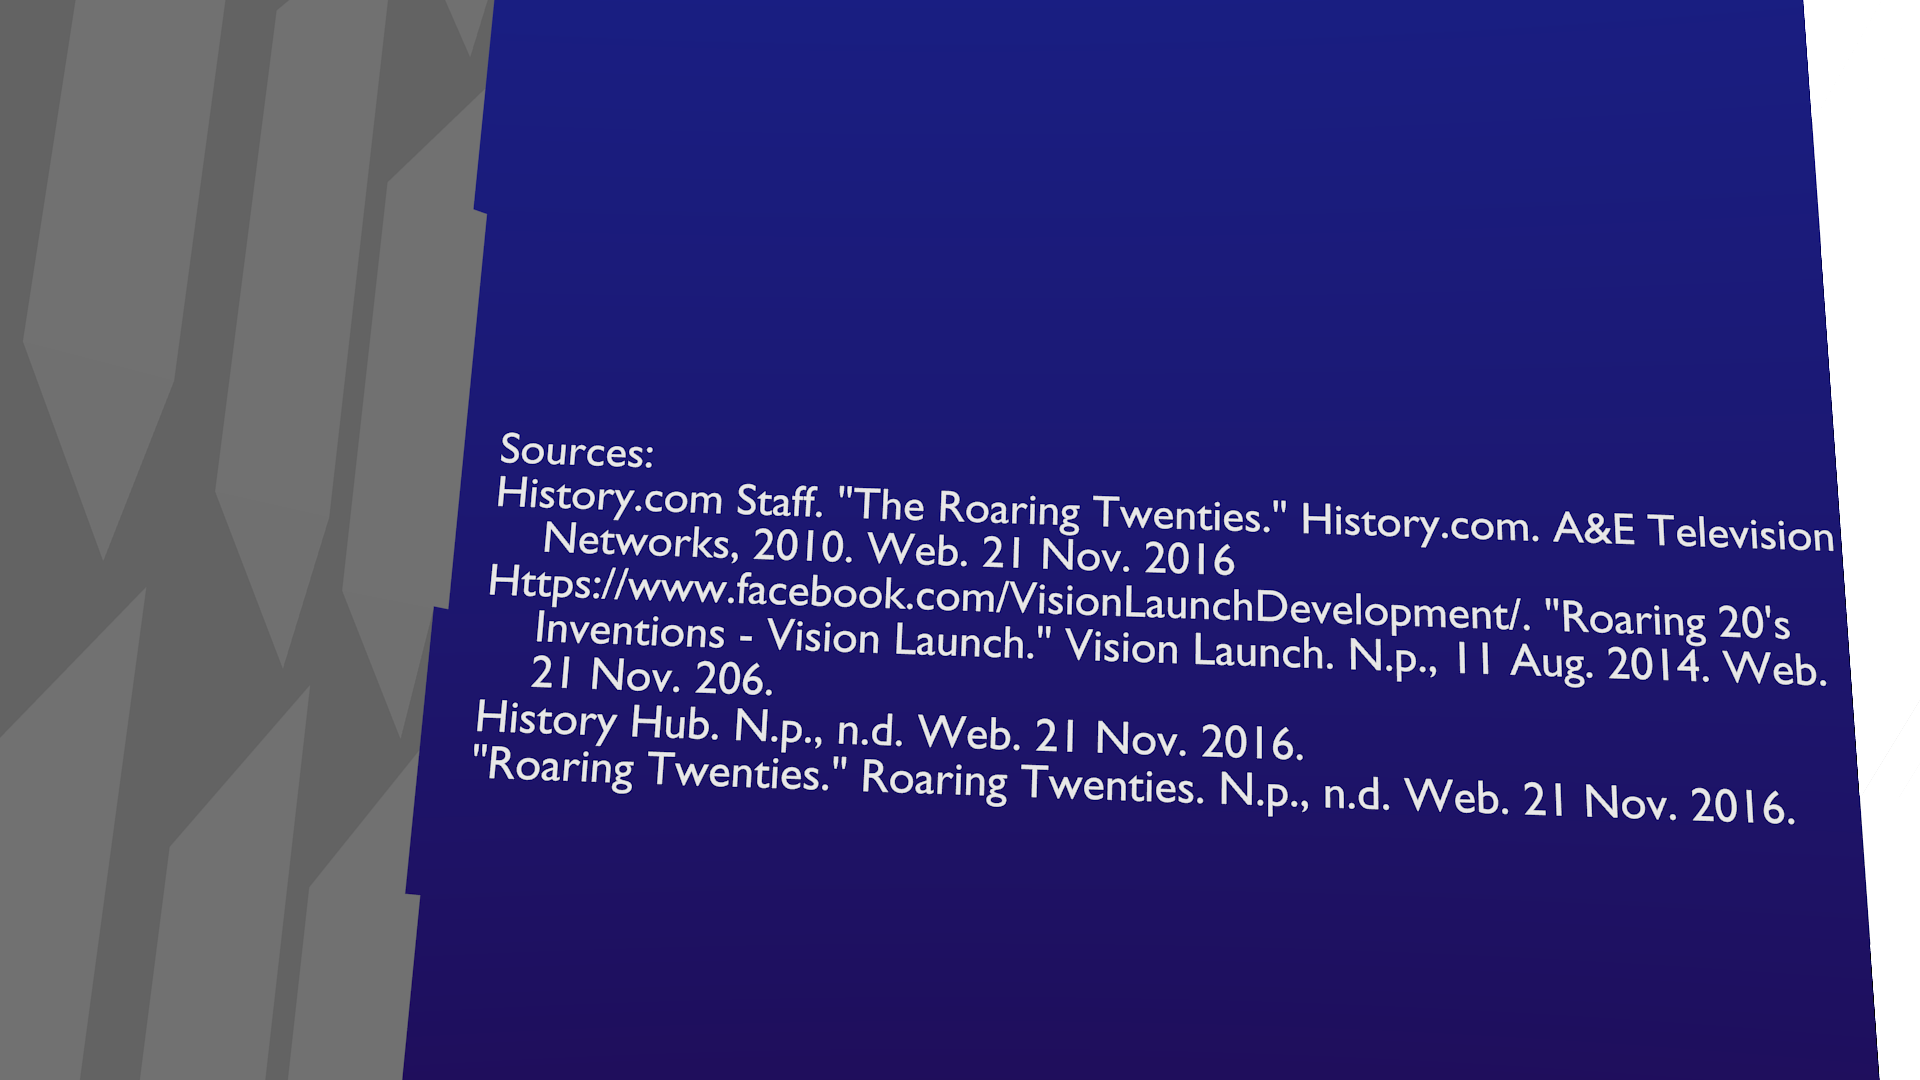 Sources:
History.com Staff. "The Roaring Twenties." History.com. A&E Television
Networks, 2010. Web. 21 Nov. 2016
Https://www.facebook.com/VisionLaunchDevelopment/. "Roaring 20's
Inventions - Vision Launch." Vision Launch. N.p., 11 Aug. 2014. Web.
21 Nov. 206.
History Hub. N.p., n.d. Web. 21 Nov. 2016.
"Roaring Twenties." Roaring Twenties. N.p., n.d. Web. 21 Nov. 2016.